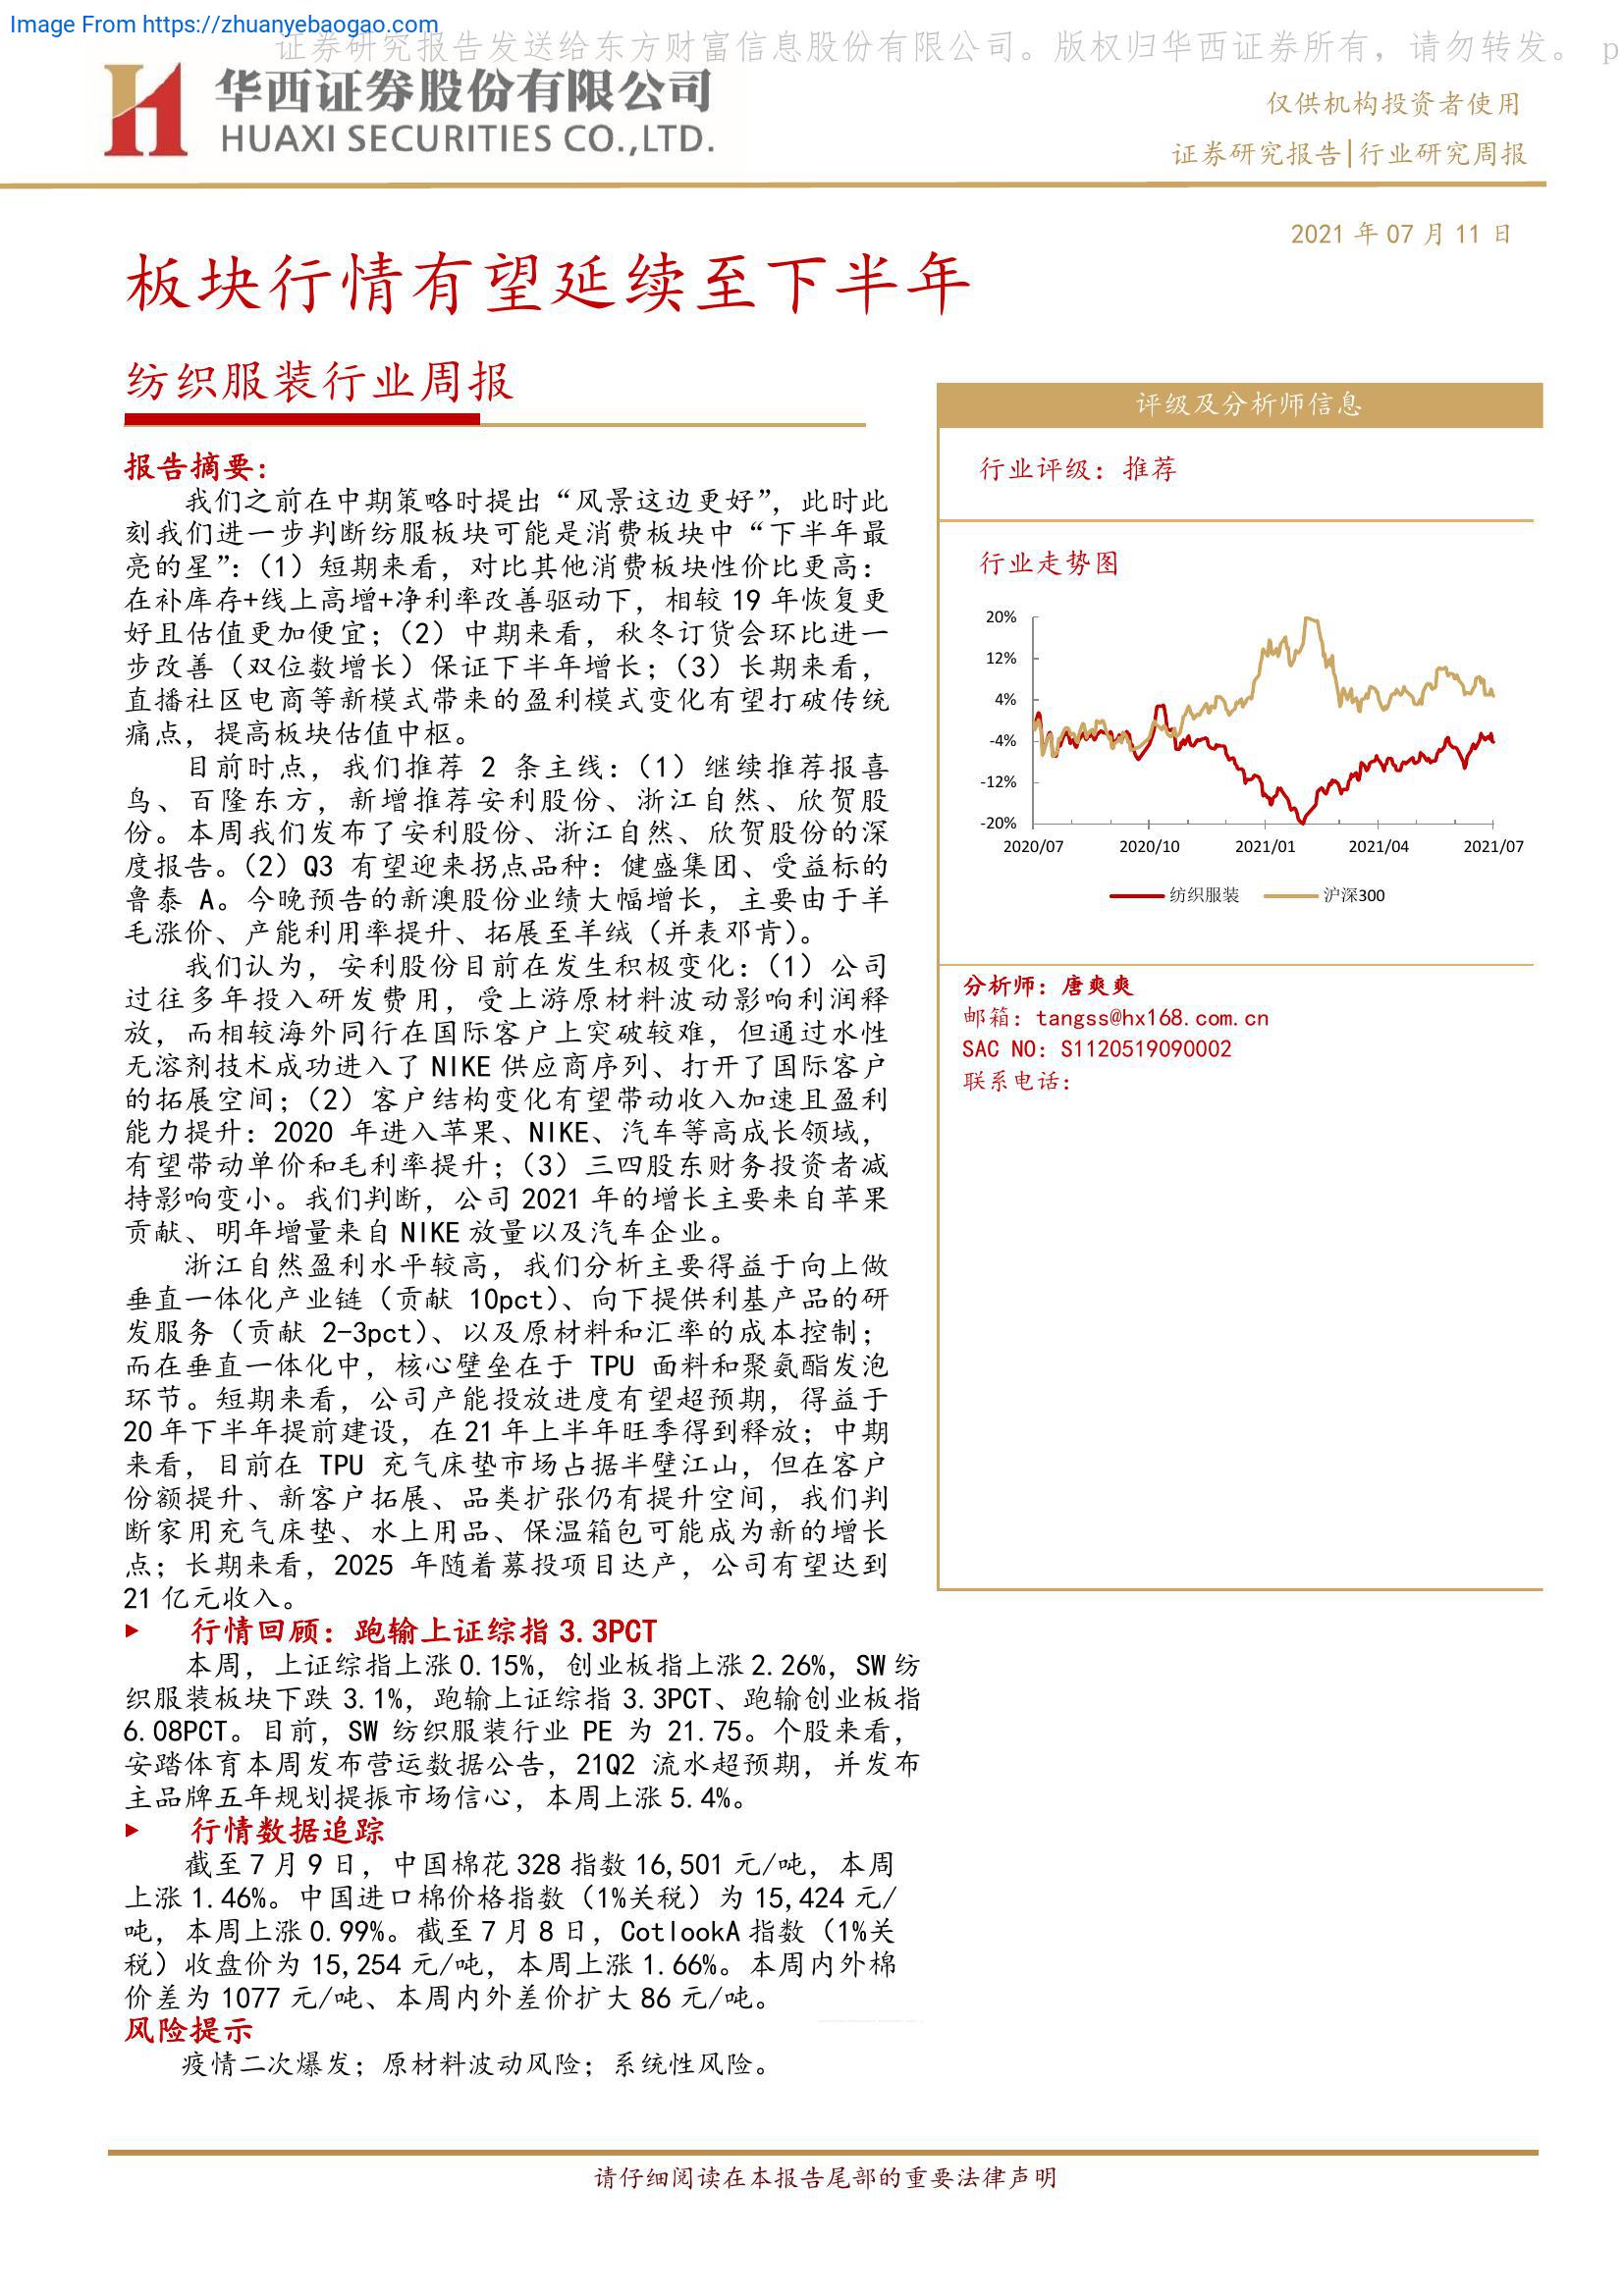 Image From https://zhuanyebaogao.com
证券研究报告发送给东方财富信息股份有限公司。版权归华西证券所有，请勿转发。 p
华西证券股份有限公司
HUAXI SECURITIES CO.,LTD.
仅供机构投资者使用
证券研究报告|行业研究周报
2021 年 07 月 11 日
板块行情有望延续至下半年
纺织服装行业周报
报告摘要：
我们之前在中期策略时提出“风景这边更好”，此时此
刻我们进一步判断纺服板块可能是消费板块中“下半年最
亮的星”：（1）短期来看，对比其他消费板块性价比更高：
在补库存+线上高增+净利率改善驱动下，相较 19 年恢复更
好且估值更加便宜；（2）中期来看，秋冬订货会环比进一
步改善（双位数增长）保证下半年增长；（3）长期来看，
直播社区电商等新模式带来的盈利模式变化有望打破传统
痛点，提高板块估值中枢。
目前时点，我们推荐 2 条主线：（1）继续推荐报喜
鸟、百隆东方，新增推荐安利股份、浙江自然、欣贺股
份。本周我们发布了安利股份、浙江自然、欣贺股份的深
度报告。（2）Q3 有望迎来拐点品种：健盛集团、受益标的
鲁泰 A。今晚预告的新澳股份业绩大幅增长，主要由于羊
毛涨价、产能利用率提升、拓展至羊绒（并表邓肯）。
我们认为，安利股份目前在发生积极变化：（1）公司
过往多年投入研发费用，受上游原材料波动影响利润释
放，而相较海外同行在国际客户上突破较难，但通过水性
无溶剂技术成功进入了 NIKE 供应商序列、打开了国际客户
的拓展空间；（2）客户结构变化有望带动收入加速且盈利
能力提升：2020 年进入苹果、NIKE、汽车等高成长领域，
有望带动单价和毛利率提升；（3）三四股东财务投资者减
持影响变小。我们判断，公司 2021 年的增长主要来自苹果
贡献、明年增量来自 NIKE 放量以及汽车企业。
浙江自然盈利水平较高，我们分析主要得益于向上做
垂直一体化产业链（贡献 10pct）、向下提供利基产品的研
发服务（贡献 2-3pct）、以及原材料和汇率的成本控制；
而在垂直一体化中，核心壁垒在于 TPU 面料和聚氨酯发泡
环节。短期来看，公司产能投放进度有望超预期，得益于
20 年下半年提前建设，在 21 年上半年旺季得到释放；中期
来看，目前在 TPU 充气床垫市场占据半壁江山，但在客户
份额提升、新客户拓展、品类扩张仍有提升空间，我们判
断家用充气床垫、水上用品、保温箱包可能成为新的增长
点；长期来看，2025 年随着募投项目达产，公司有望达到
21 亿元收入。
行情回顾：跑输上证综指 3.3PCT
本周，上证综指上涨 0.15%，创业板指上涨 2.26%，SW 纺
织服装板块下跌 3.1%，跑输上证综指 3.3PCT、跑输创业板指
6.08PCT。目前，SW 纺织服装行业 PE 为 21.75。个股来看，
安踏体育本周发布营运数据公告，21Q2 流水超预期，并发布
主品牌五年规划提振市场信心，本周上涨 5.4%。
行情数据追踪
截至 7 月 9 日，中国棉花 328 指数 16,501 元/吨，本周
上涨 1.46%。中国进口棉价格指数（1%关税）为 15,424 元/
吨，本周上涨 0.99%。截至 7 月 8 日，CotlookA 指数（1%关
税）收盘价为 15,254 元/吨，本周上涨 1.66%。本周内外棉
价差为 1077 元/吨、本周内外差价扩大 86 元/吨。
风险提示
疫情二次爆发；原材料波动风险；系统性风险。
评级及分析师信息
行业评级：推荐
行业走势图
20%
12%
4%
-4%
-12%
-20%
2020/07 2020/10 2021/01 2021/04 2021/07
纺织服装 沪深300
分析师：唐爽爽
邮箱：tangss@hx168.com.cn
SAC NO：S1120519090002
联系电话：
请仔细阅读在本报告尾部的重要法律声明